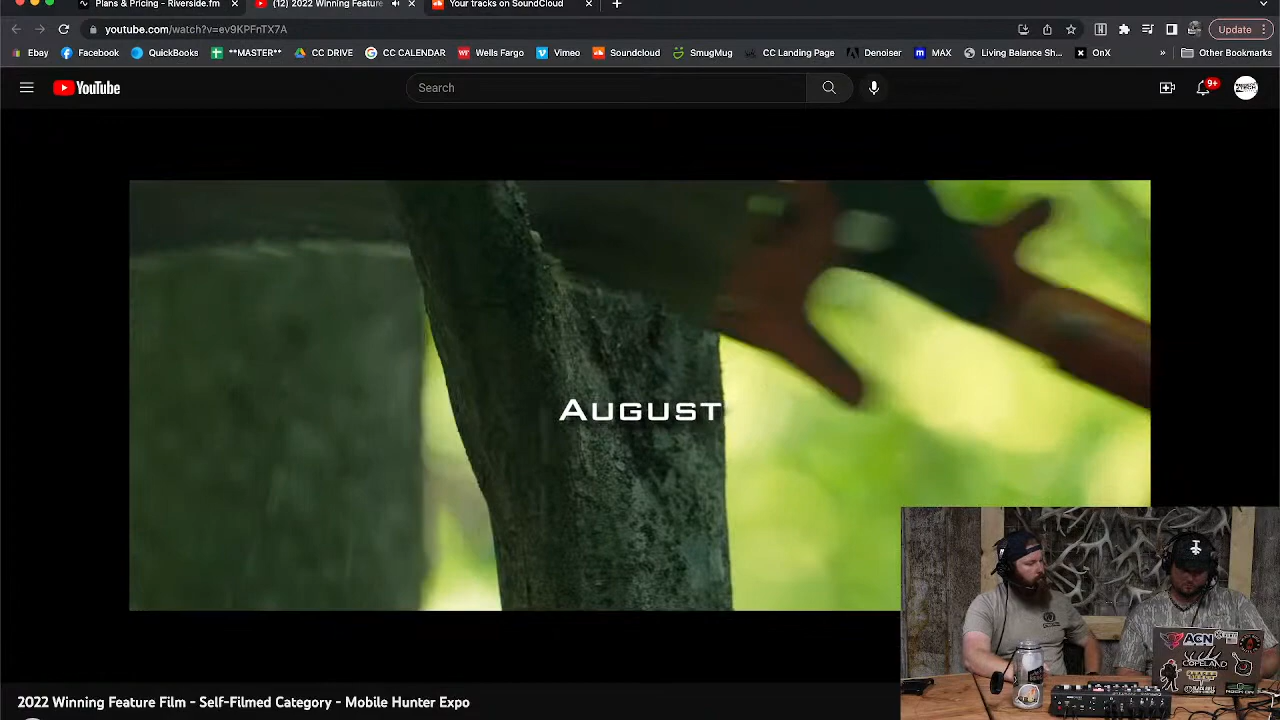 Plans & Pricing - Riverside.fm
(12) 2022 Winning Feature
Your tracks on SoundCloud
youtube.com/watch?v=ev9KPFnTX7A
Update
Ebay
Facebook
QuickBooks
**MASTER**
CC DRIVE
CC CALENDAR
Wells Fargo
Vimeo
Soundcloud
SmugMug
CC Landing Page
Denoiser
MAX
Living Balance Sh...
OnX
»
Other Bookmarks
YouTube
Search
9+
August
ACN
COPELAND
2022 Winning Feature Film - Self-Filmed Category - Mobile Hunter Expo